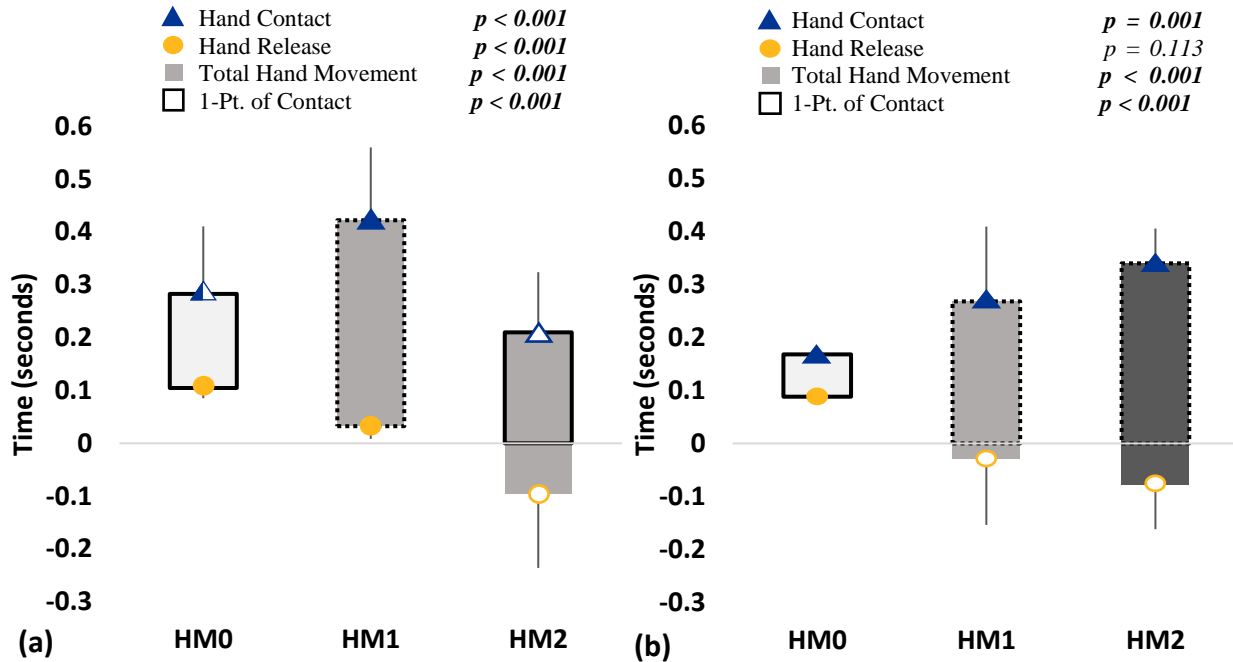 Hand Contact p < 0.001
Hand Release p < 0.001
Total Hand Movement p < 0.001
1-Pt. of Contact p < 0.001
0.6
0.5
0.4
0.3
0.2
0.1
0
-0.1
-0.2
-0.3
Time (seconds)
(a) HM0 HM1 HM2
Hand Contact p = 0.001
Hand Release p = 0.113
Total Hand Movement p < 0.001
1-Pt. of Contact p < 0.001
0.6
0.5
0.4
0.3
0.2
0.1
0
-0.1
-0.2
-0.3
Time (seconds)
(b) HM0 HM1 HM2